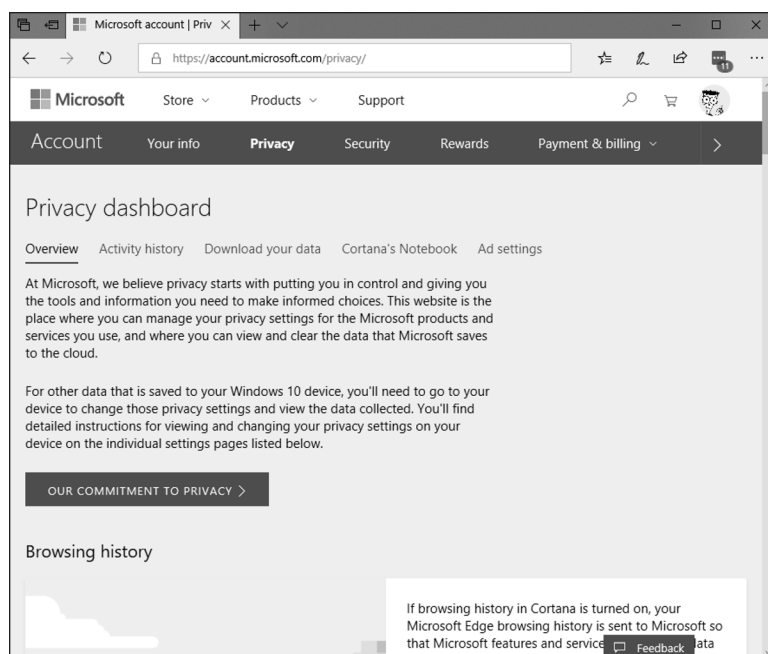 Microsoft account | Priv
https://account.microsoft.com/privacy/
11
Microsoft Store Products Support
Account Your info Privacy Security Rewards Payment & billing
Privacy dashboard
Overview Activity history Download your data Cortana's Notebook Ad settings
At Microsoft, we believe privacy starts with putting you in control and giving you
the tools and information you need to make informed choices. This website is the
place where you can manage your privacy settings for the Microsoft products and
services you use, and where you can view and clear the data that Microsoft saves
to the cloud.
For other data that is saved to your Windows 10 device, you'll need to go to your
device to change those privacy settings and view the data collected. You'll find
detailed instructions for viewing and changing your privacy settings on your
device on the individual settings pages listed below.
OUR COMMITMENT TO PRIVACY
Browsing history
If browsing history in Cortana is turned on, your
Microsoft Edge browsing history is sent to Microsoft so
that Microsoft features and service
Feedback